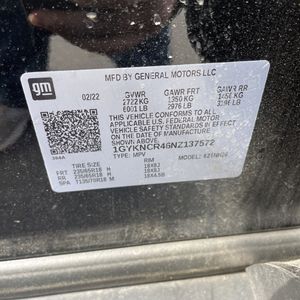 gm
MFD BY GENERAL MOTORS LLC
02/22 GVWR GAWR FRT GAWR RR
2722 KG 1350 KG 1450 KG
6001 LB 2976 LB 3196 LB
THIS VEHICLE CONFORMS TO ALL
APPLICABLE U.S. FEDERAL MOTOR
VEHICLE SAFETY
STANDARDS IN EFFECT ON THE DATE OF
MANUFACTURE SHOWN ABOVE.
1GYKNCR46NZ137572
TYPE: MPV
TIRE SIZE RIM
FRT 235/65R18 H 18X8J
RR 235/65R18 H 18X8J
SPA T135/70R18 M 18X4.5B